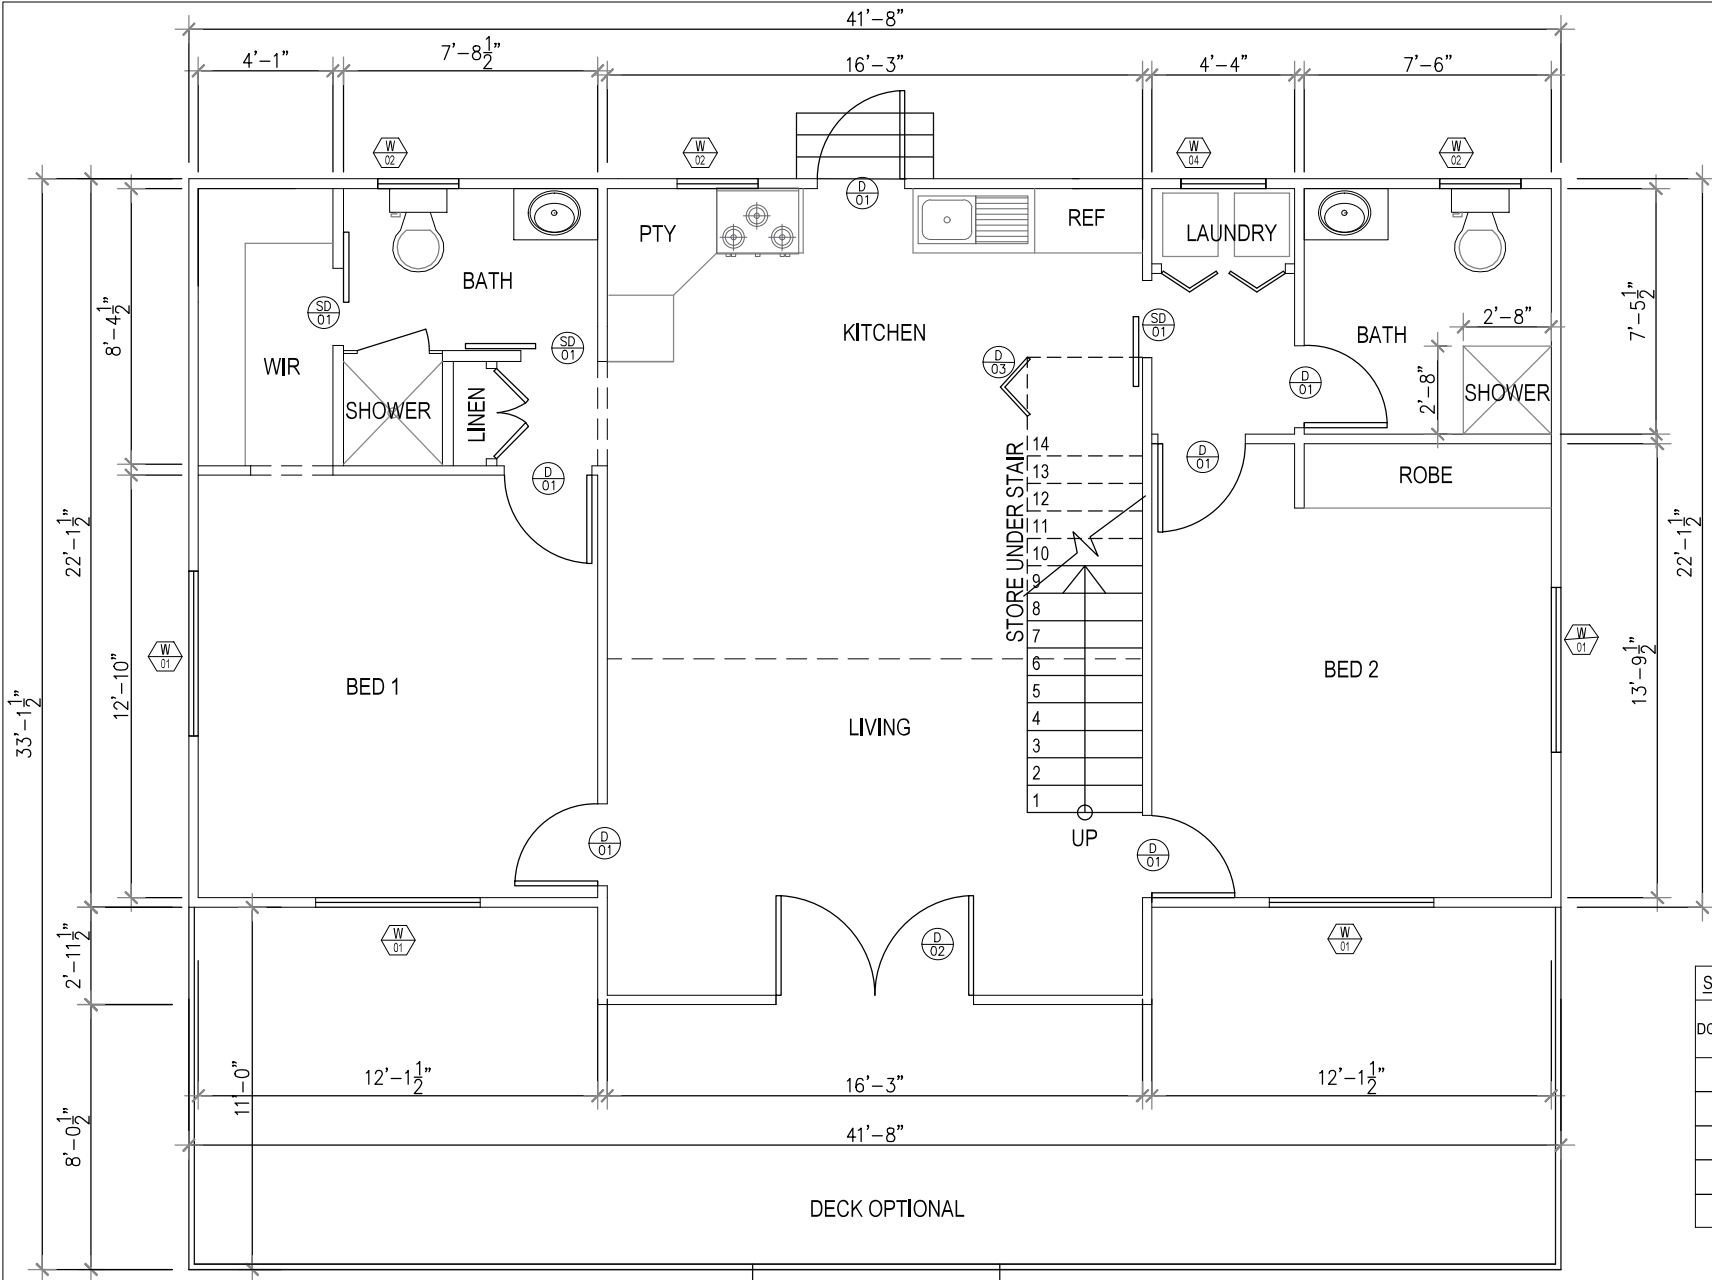 41'-8"
4'-1"
7'-8½"
16'-3"
4'-4"
7'-6"
W
02
W
02
W
04
W
02
D
01
PTY
REF
LAUNDRY
BATH
SD
01
SD
01
WIR
SHOWER
LINEN
KITCHEN
SD
01
D
03
BATH
2'-8"
2'-8"
SHOWER
D
01
8'-4½"
7'-5½"
D
01
D
01
ROBE
STORE UNDER STAIR
14
13
12
11
10
9
8
7
6
5
4
3
2
1
UP
22'-1½"
22'-1½"
33'-1½"
12'-10"
13'-9½"
W
01
W
01
BED 1
BED 2
LIVING
D
01
D
01
D
02
W
01
W
01
2'-11½"
8'-0½"
11'-0"
12'-1½"
16'-3"
12'-1½"
41'-8"
DECK OPTIONAL